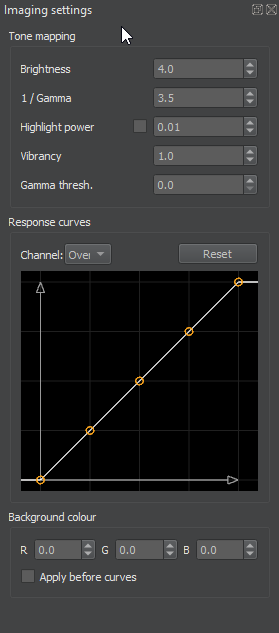 Imaging settings
Tone mapping
Brightness 4.0
1 / Gamma 3.5
Highlight power 0.01
Vibrancy 1.0
Gamma thresh. 0.0
Response curves
Channel: Over Reset
Background colour
R 0.0 G 0.0 B 0.0
Apply before curves